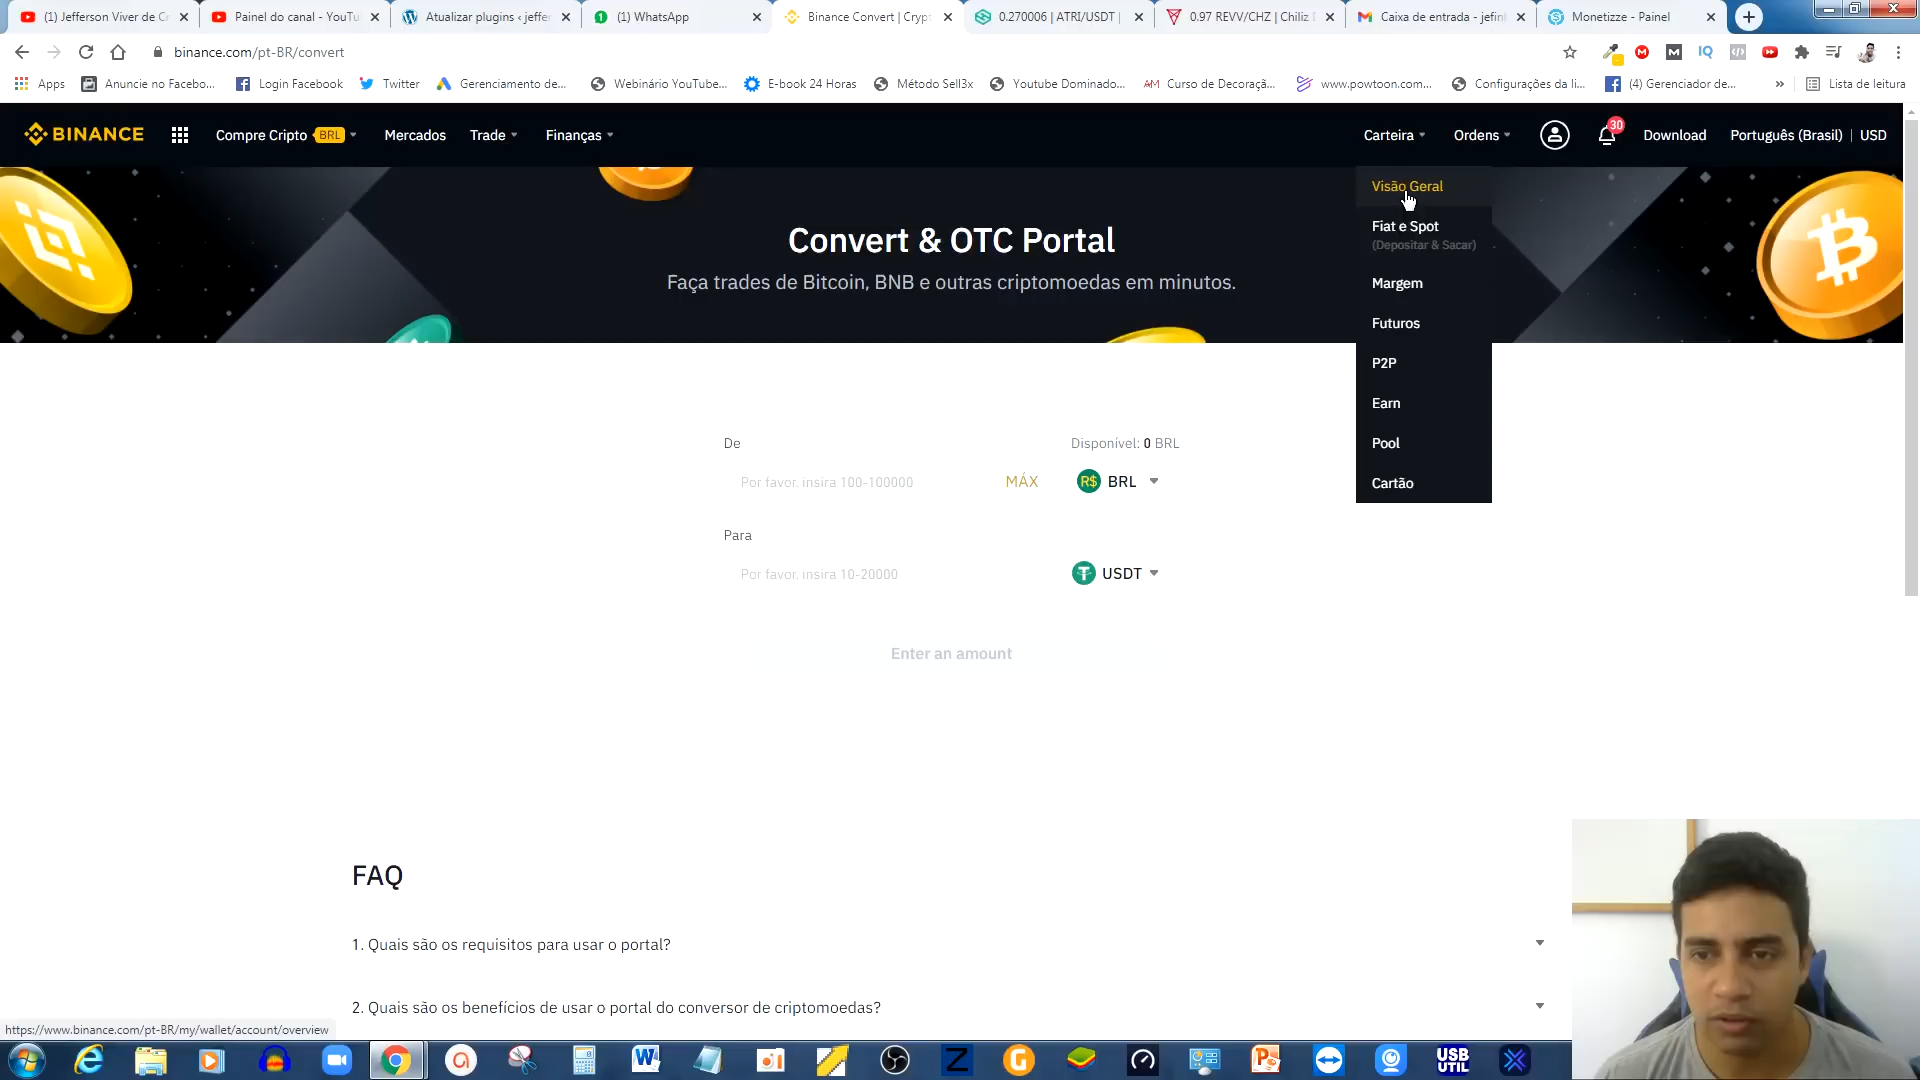 (1) Jefferson Viver de C
Painel do canal - YouTu
Atualizar plugins ‹ jeffe
(1) WhatsApp
Binance Convert | Crypt
0.270006 | ATRI/USDT |
0.97 REVV/CHZ | Chiliz
Caixa de entrada - jefin
Monetizze - Painel
binance.com/pt-BR/convert
Apps
Anuncie no Facebo...
Login Facebook
Twitter
Gerenciamento de...
Webinário YouTube...
E-book 24 Horas
Método Sell3x
Youtube Dominado...
AM Curso de Decoraçã...
www.powtoon.com...
Configurações da li...
(4) Gerenciador de...
»
Lista de leitura
BINANCE
Compre Cripto BRL
Mercados
Trade
Finanças
Carteira
Ordens
30
Download
Português (Brasil) | USD
Visão Geral
Fiat e Spot
(Depositar & Sacar)
Margem
Futuros
P2P
Earn
Pool
Cartão
Convert & OTC Portal
Faça trades de Bitcoin, BNB e outras criptomoedas em minutos.
De
Disponível: 0 BRL
Por favor, insira 100-100000
MÁX
R$ BRL
Para
Por favor, insira 10-20000
USDT
Enter an amount
FAQ
1. Quais são os requisitos para usar o portal?
2. Quais são os benefícios de usar o portal do conversor de criptomoedas?
https://www.binance.com/pt-BR/my/wallet/account/overview
USB
UTIL